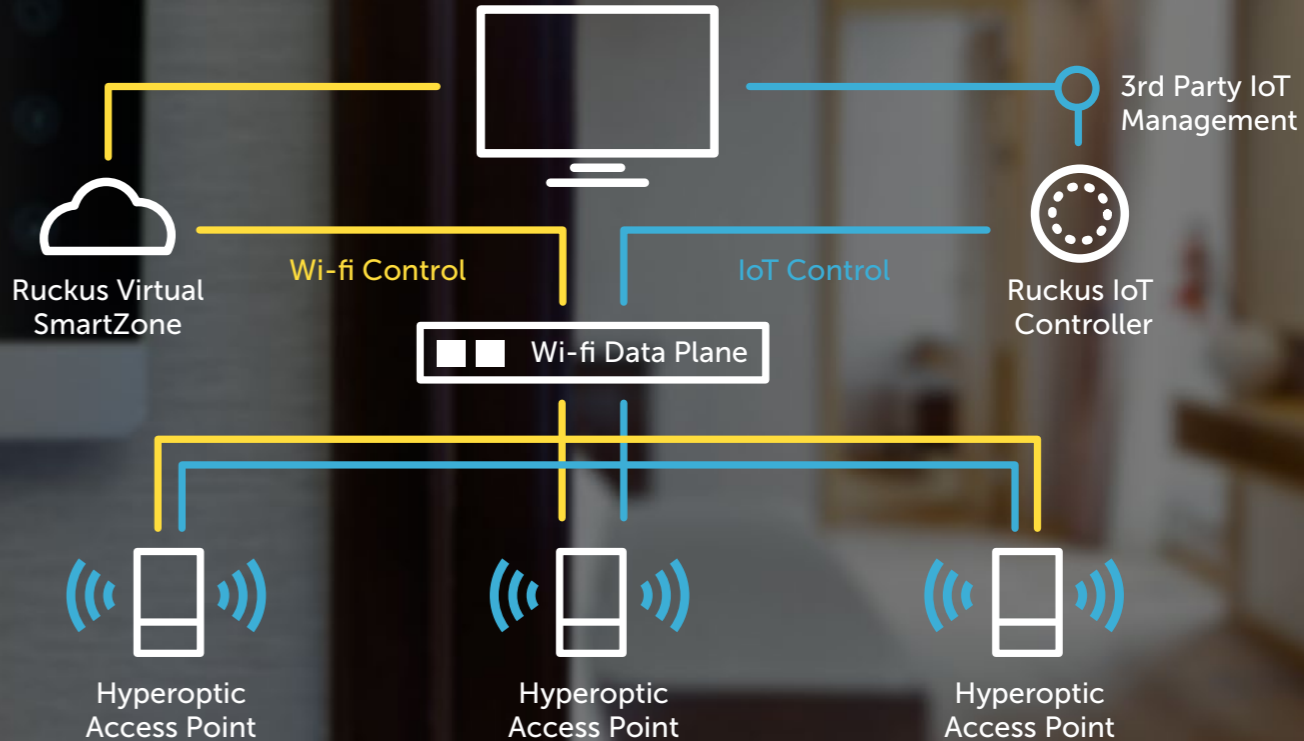 3rd Party IoT
Management
Ruckus Virtual
SmartZone
Wi-fi Control
IoT Control
Ruckus IoT
Controller
Wi-fi Data Plane
Hyperoptic
Access Point
Hyperoptic
Access Point
Hyperoptic
Access Point